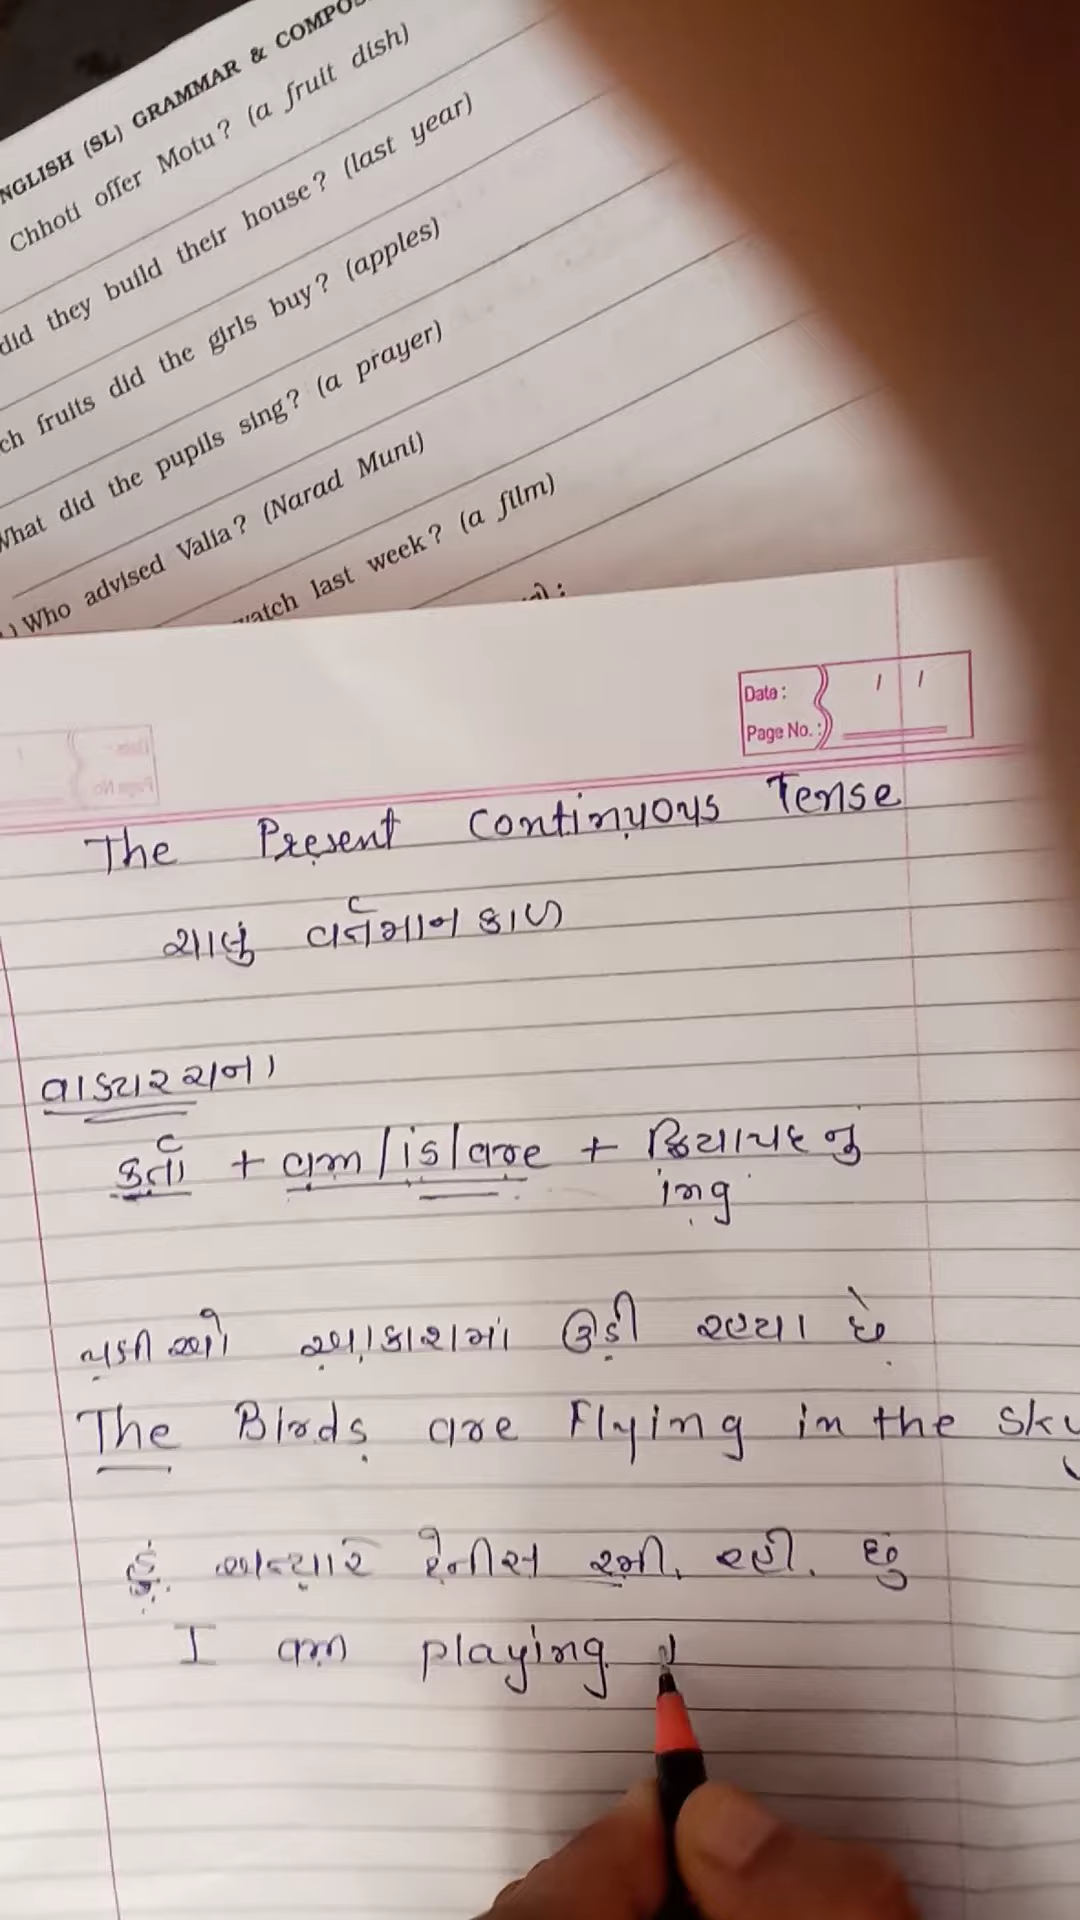 NGLISH (SL) GRAMMAR & COMPO
Chhoti offer Motu? (a fruit dish)
did they build their house? (last year)
ch fruits did the girls buy? (apples)
What did the pupils sing? (a prayer)
) Who advised Valia? (Narad Muni)
watch last week? (a film)
Date :
Page No. :
The Present Continuous Tense
ચાલું વર્તમાન કાળ
વાક્યરચના
કર્તા + am/is/are + ક્રિયાપદ નું
ing
પક્ષીઓ આકાશમાં ઊડી રહ્યા છે.
The Birds are Flying in the sky
હું અત્યારે ટેનીસ રમી રહી છું
I am playing